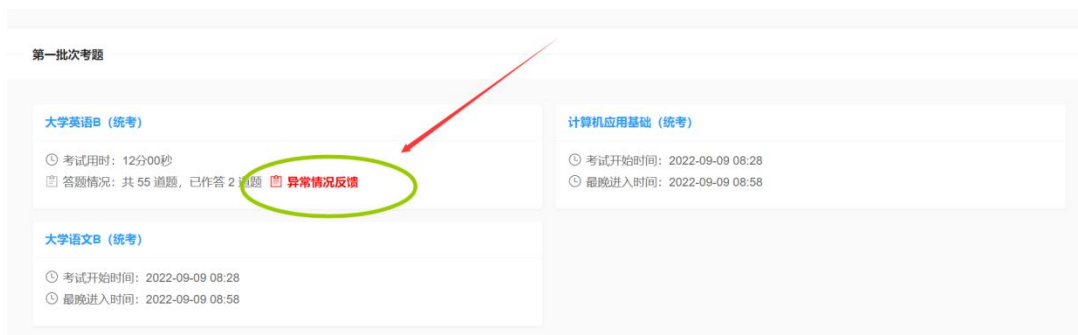 第一批次考题
大学英语B（统考）
考试用时：12分00秒
答题情况：共 55 道题，已作答 2 道题 异常情况反馈
计算机应用基础（统考）
考试开始时间：2022-09-09 08:28
最晚进入时间：2022-09-09 08:58
大学语文B（统考）
考试开始时间：2022-09-09 08:28
最晚进入时间：2022-09-09 08:58